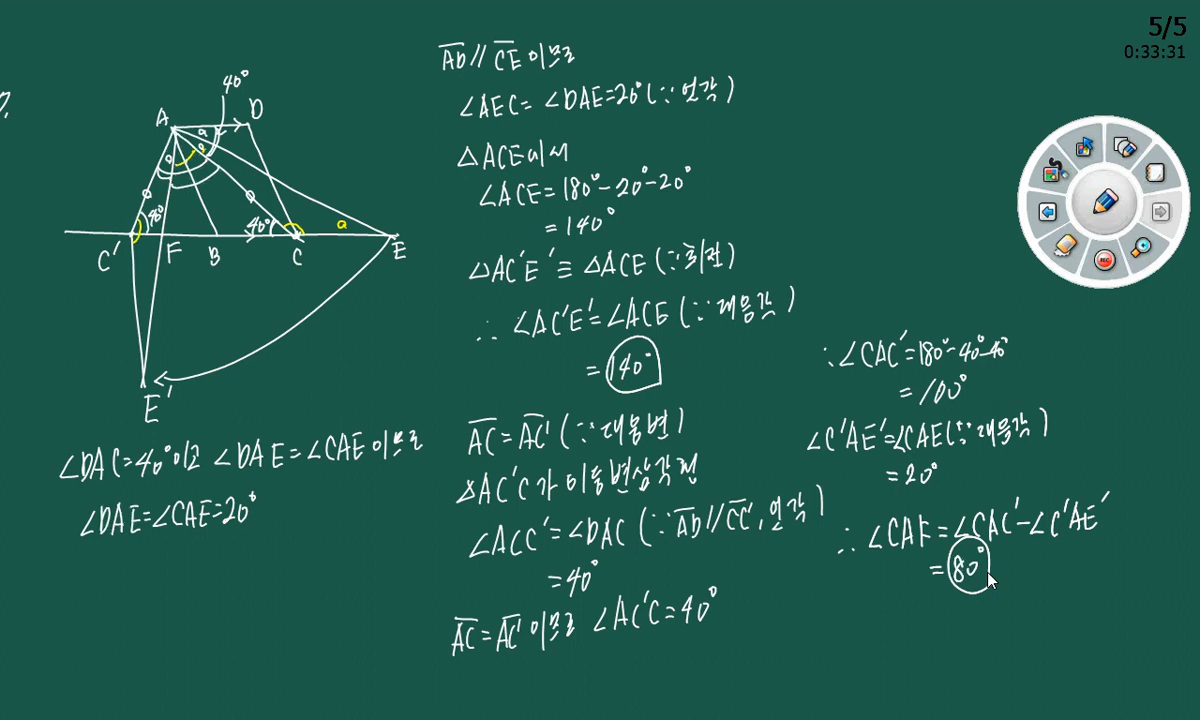 5/5
0:33:31
40°
A
D
a
a
a
40°
40°
a
C'
F
B
C
E
E'
∠DAC=40°이고 ∠DAE=∠CAE 이므로
∠DAE=∠CAE=20°
AD // CE 이므로
∠AEC= ∠DAE=20°(∵ 엇각)
△ACE에서
∠ACE=180°-20°-20°
=140°
△AC'E'≡ △ACE (∵회전)
∴ ∠AC'E'=∠ACE (∵ 대응각)
= 140°
AC=AC' (∵대응변)
△AC'C가 이등변삼각형
∠ACC'=∠DAC (∵AD//CC', 엇각)
=40°
AC=AC' 이므로 ∠AC'C=40°
∴∠CAC'=180°-40°-40°
=100°
∠C'AE'=∠CAE(∵대응각)
=20°
∴ ∠CAF=∠CAC'-∠C'AE'
=80°
REC